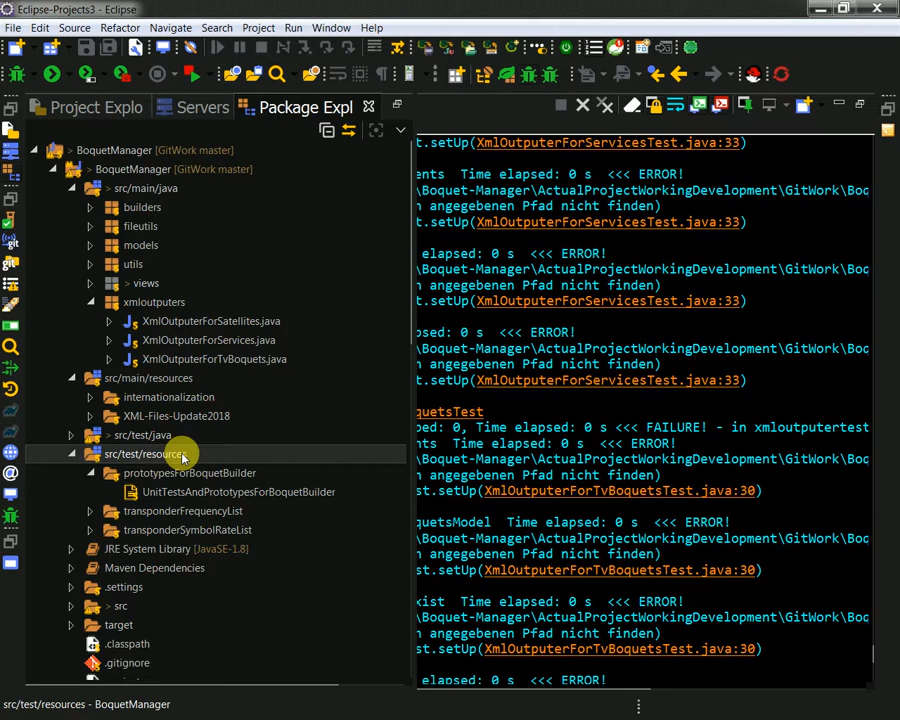 Eclipse-Projects3 - Eclipse
File Edit Source Refactor Navigate Search Project Run Window Help
Project Explo Servers Package Expl
> BoquetManager [GitWork master]
> BoquetManager [GitWork master]
> src/main/java
builders
fileutils
models
utils
> views
xmloutputers
XmlOutputerForSatellites.java
XmlOutputerForServices.java
XmlOutputerForTvBoquets.java
src/main/resources
internationalization
XML-Files-Update2018
> src/test/java
src/test/resources
prototypesForBoquetBuilder
UnitTestsAndPrototypesForBoquetBuilder
transponderFrequencyList
transponderSymbolRateList
JRE System Library [JavaSE-1.8]
Maven Dependencies
.settings
> src
target
.classpath
.gitignore
t.setUp(XmlOutputerForServicesTest.java:33)
ents Time elapsed: 0 s <<< ERROR!
\Boquet-Manager\ActualProjectWorkingDevelopment\GitWork\Boq
n angegebenen Pfad nicht finden)
t.setUp(XmlOutputerForServicesTest.java:33)
elapsed: 0 s <<< ERROR!
\Boquet-Manager\ActualProjectWorkingDevelopment\GitWork\Boq
n angegebenen Pfad nicht finden)
t.setUp(XmlOutputerForServicesTest.java:33)
psed: 0 s <<< ERROR!
\Boquet-Manager\ActualProjectWorkingDevelopment\GitWork\Boq
n angegebenen Pfad nicht finden)
t.setUp(XmlOutputerForServicesTest.java:33)
quetsTest
ped: 0, Time elapsed: 0 s <<< FAILURE! - in xmloutputertest
nts Time elapsed: 0 s <<< ERROR!
\Boquet-Manager\ActualProjectWorkingDevelopment\GitWork\Boq
n angegebenen Pfad nicht finden)
st.setUp(XmlOutputerForTvBoquetsTest.java:30)
quetsModel Time elapsed: 0 s <<< ERROR!
\Boquet-Manager\ActualProjectWorkingDevelopment\GitWork\Boq
n angegebenen Pfad nicht finden)
st.setUp(XmlOutputerForTvBoquetsTest.java:30)
xist Time elapsed: 0 s <<< ERROR!
\Boquet-Manager\ActualProjectWorkingDevelopment\GitWork\Boq
n angegebenen Pfad nicht finden)
st.setUp(XmlOutputerForTvBoquetsTest.java:30)
elapsed: 0 s <<< ERROR!
src/test/resources - BoquetManager